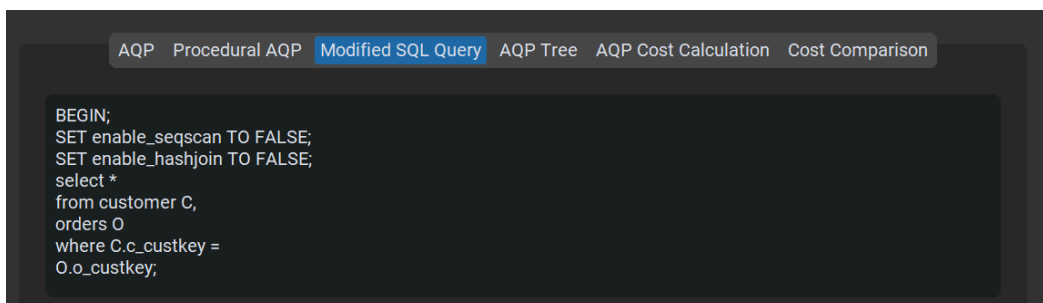 AQP Procedural AQP Modified SQL Query AQP Tree AQP Cost Calculation Cost Comparison
BEGIN;
SET enable_seqscan TO FALSE;
SET enable_hashjoin TO FALSE;
select *
from customer C,
orders O
where C.c_custkey =
O.o_custkey;